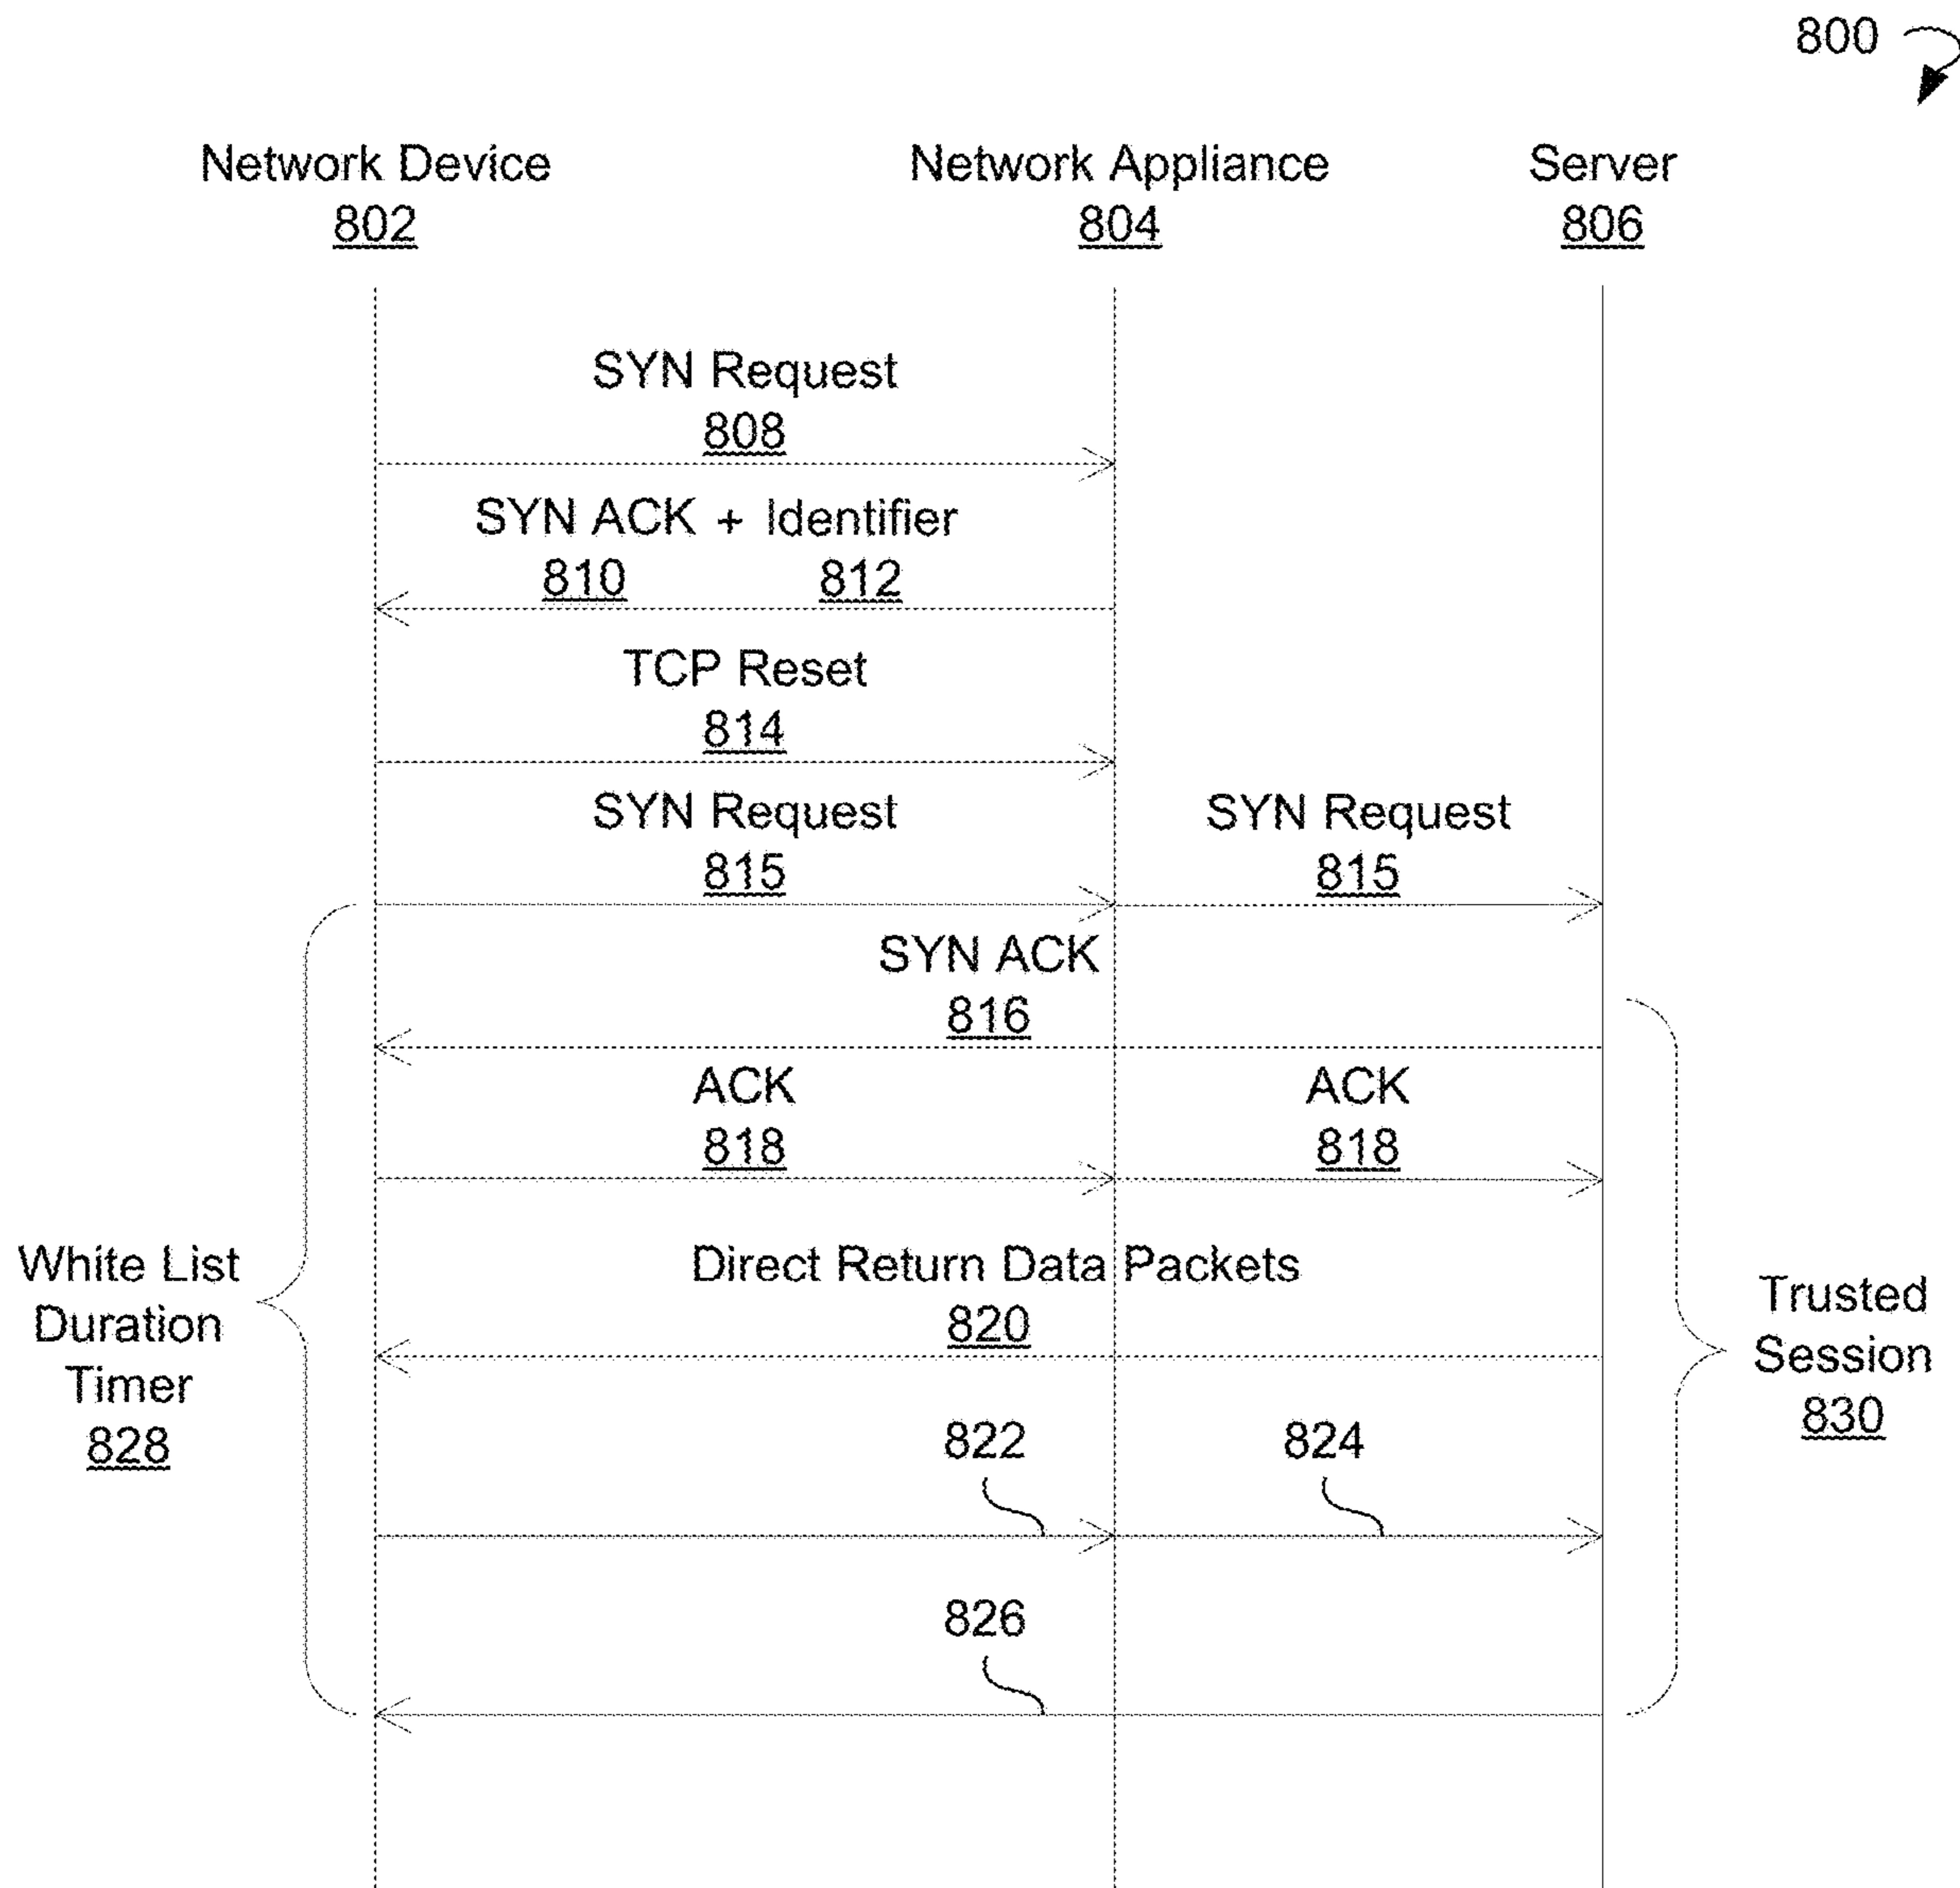 800
Network Device
802
Network Appliance
804
Server
806
SYN Request
808
SYN ACK + Identifier
810 812
TCP Reset
814
SYN Request
815
SYN Request
815
SYN ACK
816
ACK
818
ACK
818
Direct Return Data Packets
820
822
824
826
White List
Duration
Timer
828
Trusted
Session
830